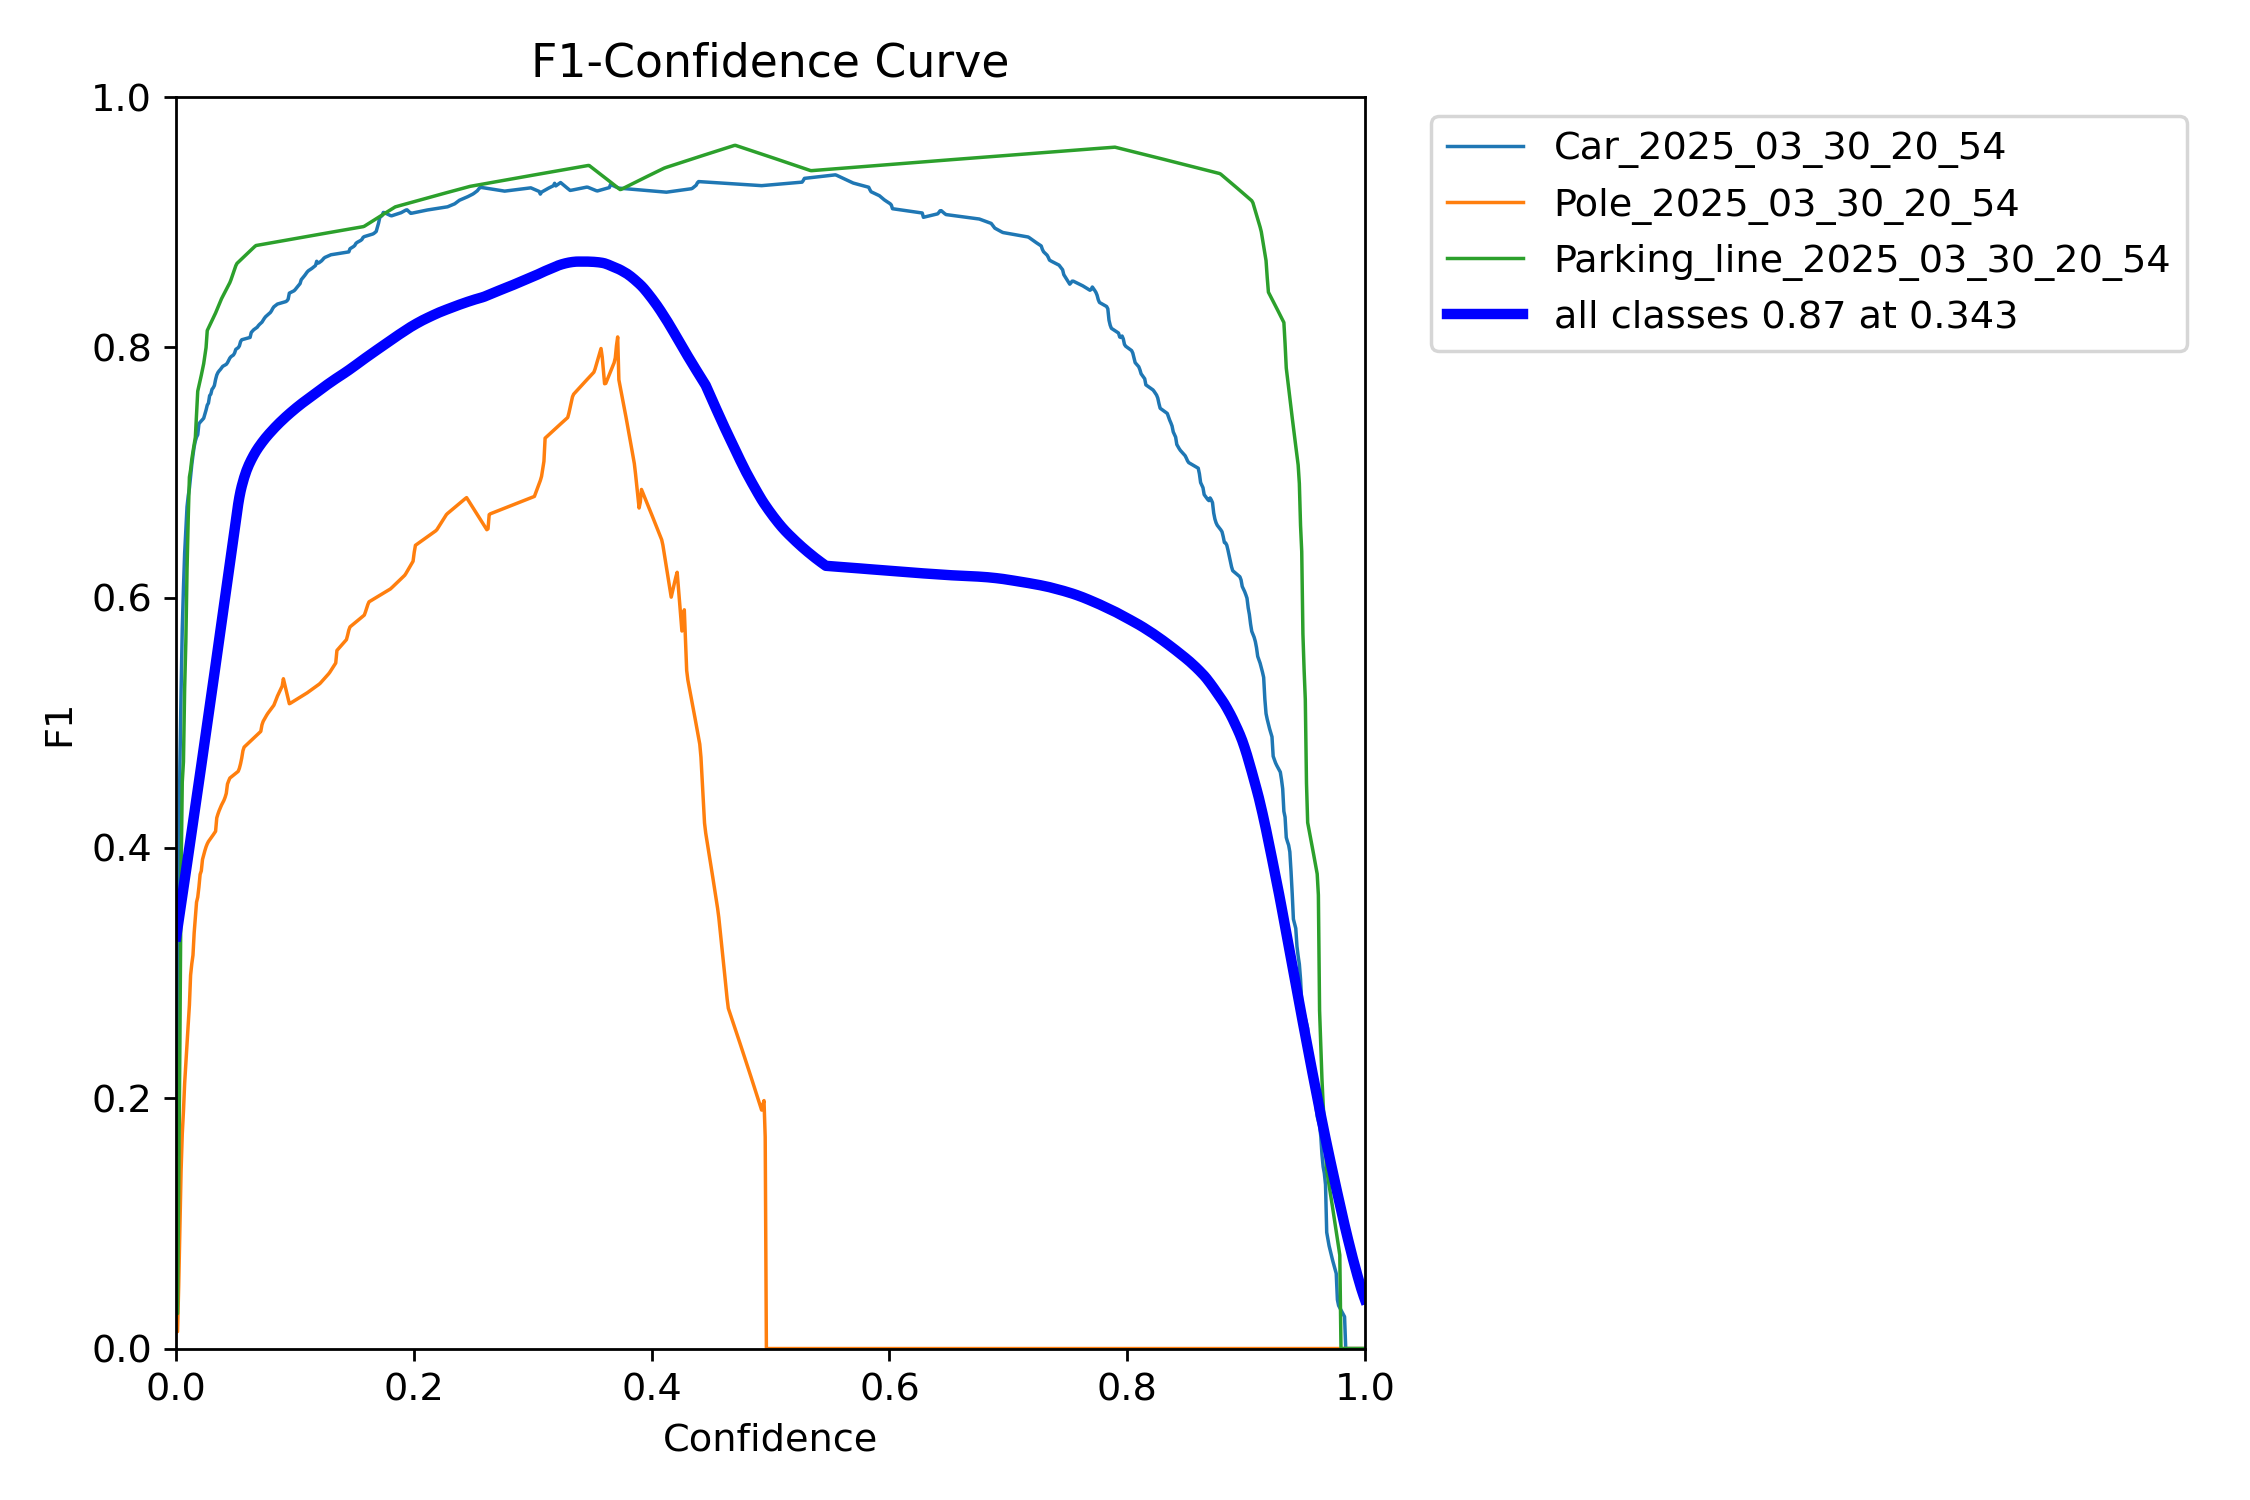 F1-Confidence Curve
1.0
0.8
0.6
0.4
0.2
0.0
F1
0.0 0.2 0.4 0.6 0.8 1.0
Confidence
Car_2025_03_30_20_54
Pole_2025_03_30_20_54
Parking_line_2025_03_30_20_54
all classes 0.87 at 0.343